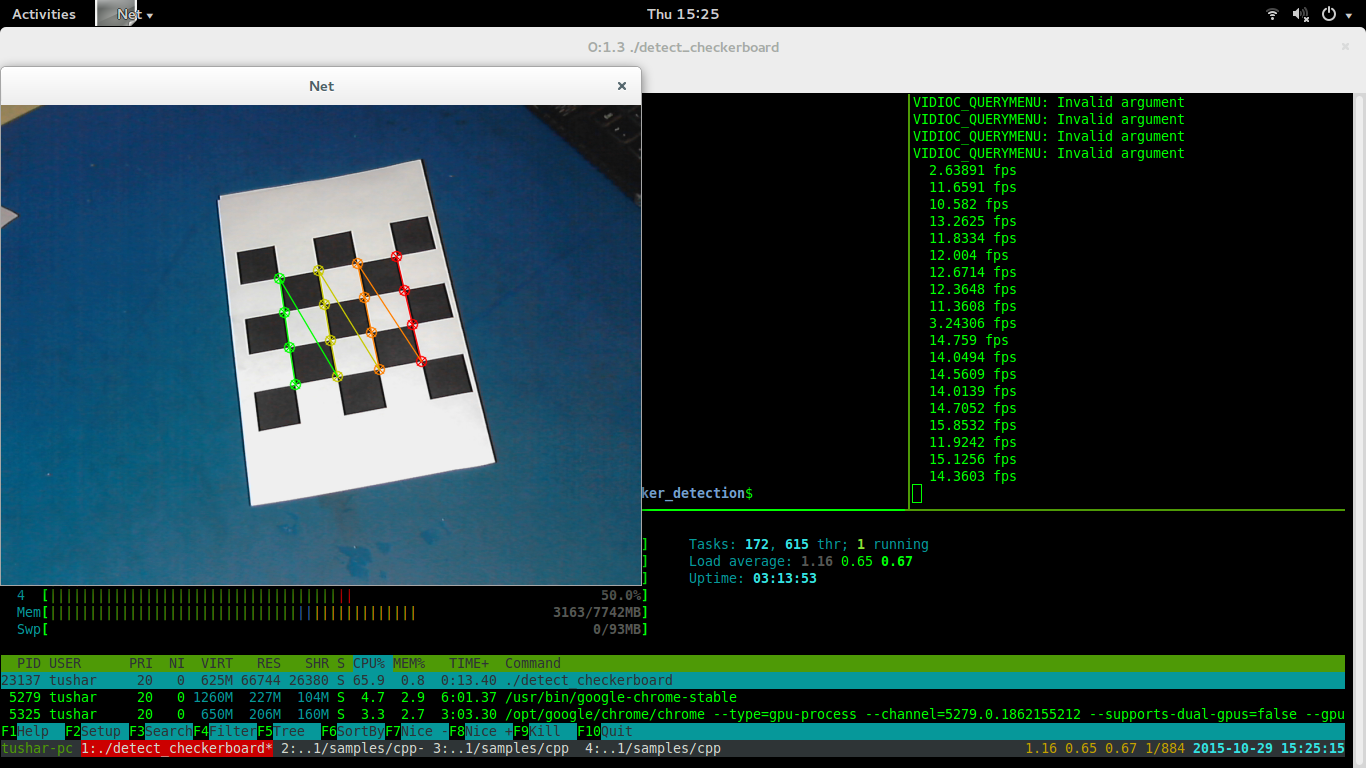 Activities Net Thu 15:25
O:1.3 ./detect_checkerboard
Net
VIDIOC_QUERYMENU: Invalid argument
VIDIOC_QUERYMENU: Invalid argument
VIDIOC_QUERYMENU: Invalid argument
VIDIOC_QUERYMENU: Invalid argument
2.63891 fps
11.6591 fps
10.582 fps
13.2625 fps
11.8334 fps
12.004 fps
12.6714 fps
12.3648 fps
11.3608 fps
3.24306 fps
14.759 fps
14.0494 fps
14.5609 fps
14.0139 fps
14.7052 fps
15.8532 fps
11.9242 fps
15.1256 fps
14.3603 fps
ker_detection$
] Tasks: 172, 615 thr; 1 running
] Load average: 1.16 0.65 0.67
] Uptime: 03:13:53
4 [||||||||||||||||||||||||||||||||||||||| 50.0%]
Mem[|||||||||||||||||||||||||||||||||||||||||||||| 3163/7742MB]
Swp[ 0/93MB]
PID USER PRI NI VIRT RES SHR S CPU% MEM% TIME+ Command
23137 tushar 20 0 625M 66744 26380 S 65.9 0.8 0:13.40 ./detect_checkerboard
5279 tushar 20 0 1260M 227M 104M S 4.7 2.9 6:01.37 /usr/bin/google-chrome-stable
5325 tushar 20 0 650M 206M 160M S 3.3 2.7 3:03.30 /opt/google/chrome/chrome --type=gpu-process --channel=5279.0.1862155212 --supports-dual-gpus=false --gpu
F1Help F2Setup F3SearchF4FilterF5Tree F6SortByF7Nice -F8Nice +F9Kill F10Quit
tushar-pc 1:./detect_checkerboard* 2:..1/samples/cpp- 3:..1/samples/cpp 4:..1/samples/cpp 1.16 0.65 0.67 1/884 2015-10-29 15:25:15